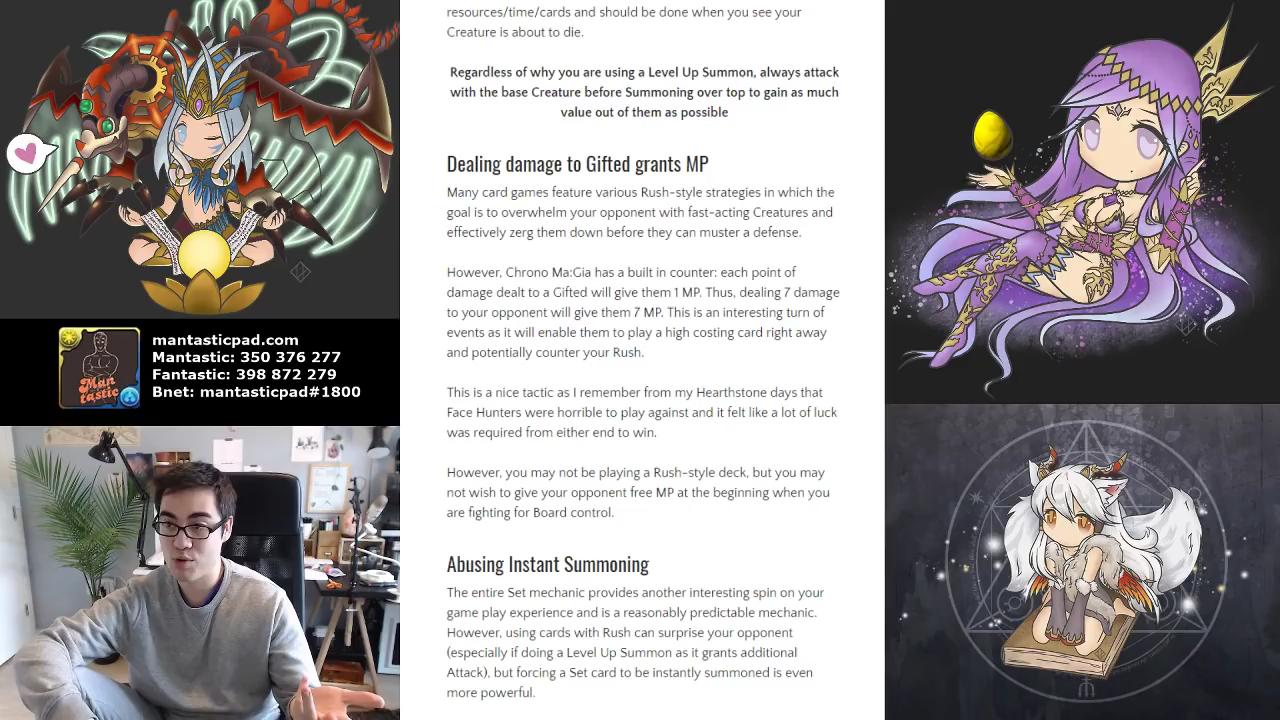 resources/time/cards and should be done when you see your
Creature is about to die.
Regardless of why you are using a Level Up Summon, always attack
with the base Creature before Summoning over top to gain as much
value out of them as possible
Dealing damage to Gifted grants MP
Many card games feature various Rush-style strategies in which the
goal is to overwhelm your opponent with fast-acting Creatures and
effectively zerg them down before they can muster a defense.
However, Chrono Ma:Gia has a built in counter: each point of
damage dealt to a Gifted will give them 1 MP. Thus, dealing 7 damage
to your opponent will give them 7 MP. This is an interesting turn of
events as it will enable them to play a high costing card right away
and potentially counter your Rush.
This is a nice tactic as I remember from my Hearthstone days that
Face Hunters were horrible to play against and it felt like a lot of luck
was required from either end to win.
However, you may not be playing a Rush-style deck, but you may
not wish to give your opponent free MP at the beginning when you
are fighting for Board control.
Abusing Instant Summoning
The entire Set mechanic provides another interesting spin on your
game play experience and is a reasonably predictable mechanic.
However, using cards with Rush can surprise your opponent
(especially if doing a Level Up Summon as it grants additional
Attack), but forcing a Set card to be instantly summoned is even
more powerful.
Man
tastic
mantasticpad.com
Mantastic: 350 376 277
Fantastic: 398 872 279
Bnet: mantasticpad#1800